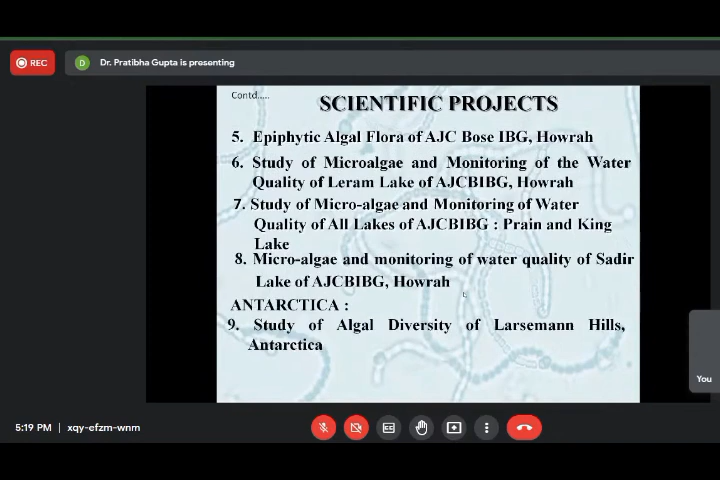 REC
D
Dr. Pratibha Gupta is presenting
Contd.....
SCIENTIFIC PROJECTS
5. Epiphytic Algal Flora of AJC Bose IBG, Howrah
6. Study of Microalgae and Monitoring of the Water
Quality of Leram Lake of AJCBIBG, Howrah
7. Study of Micro-algae and Monitoring of Water
Quality of All Lakes of AJCBIBG : Prain and King
Lake
8. Micro-algae and monitoring of water quality of Sadir
Lake of AJCBIBG, Howrah
ANTARCTICA :
9. Study of Algal Diversity of Larsemann Hills,
Antarctica
You
5:19 PM | xqy-efzm-wnm